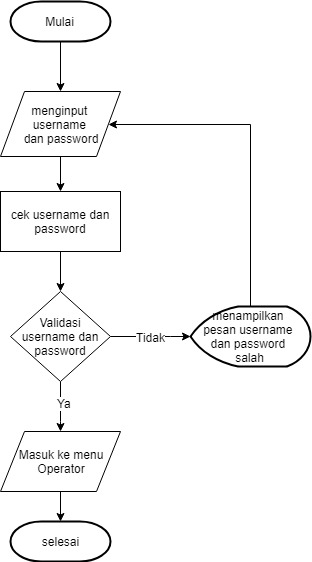 Mulai
menginput
username
dan password
cek username dan
password
Validasi
username dan
password
Tidak
menampilkan
pesan username
dan password
salah
Ya
Masuk ke menu
Operator
selesai